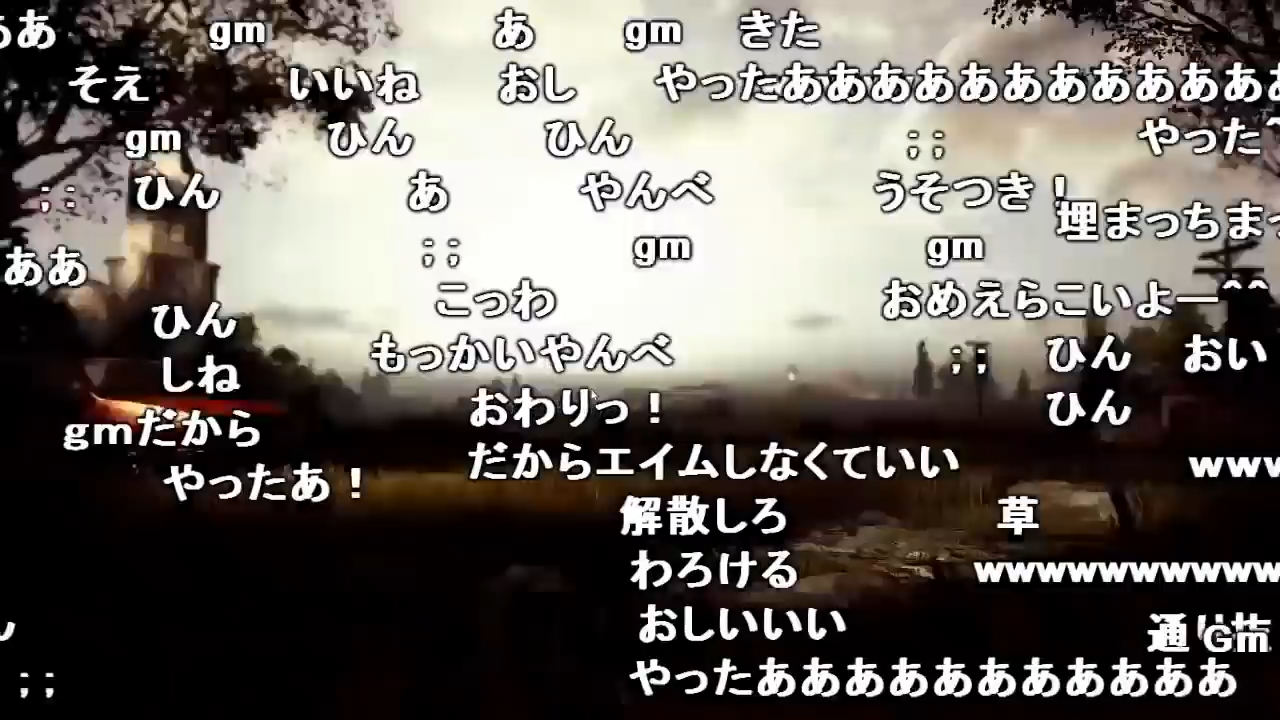 ああ gm あ gm きた
そえ いいね おし やったああああああああああああ
gm ひん ひん ;; やった
;; ひん あ やんべ うそつき！
埋まっちまっ
ああ ;; gm gm
ひん こっわ おめえらこいよー^^
しね もっかいやんべ ;; ひん おい
gmだから おわりっ！ ひん
やったあ！ だからエイムしなくていい www
解散しろ 草
わろける wwwwwwwwwww
おしいいい 通 Gm
;; やったあああああああああああ